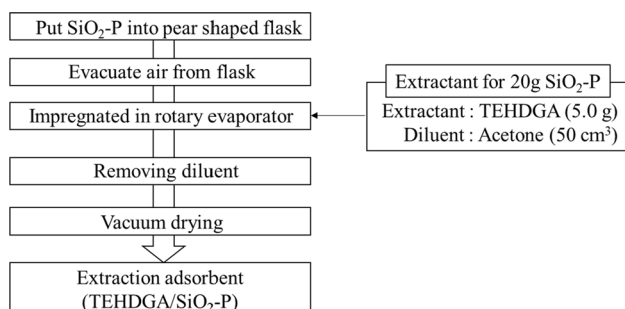 Put SiO₂-P into pear shaped flask
Evacuate air from flask
Impregnated in rotary evaporator
Extractant for 20g SiO₂-P
Extractant : TEHDGA (5.0 g)
Diluent : Acetone (50 cm³)
Removing diluent
Vacuum drying
Extraction adsorbent
(TEHDGA/SiO₂-P)